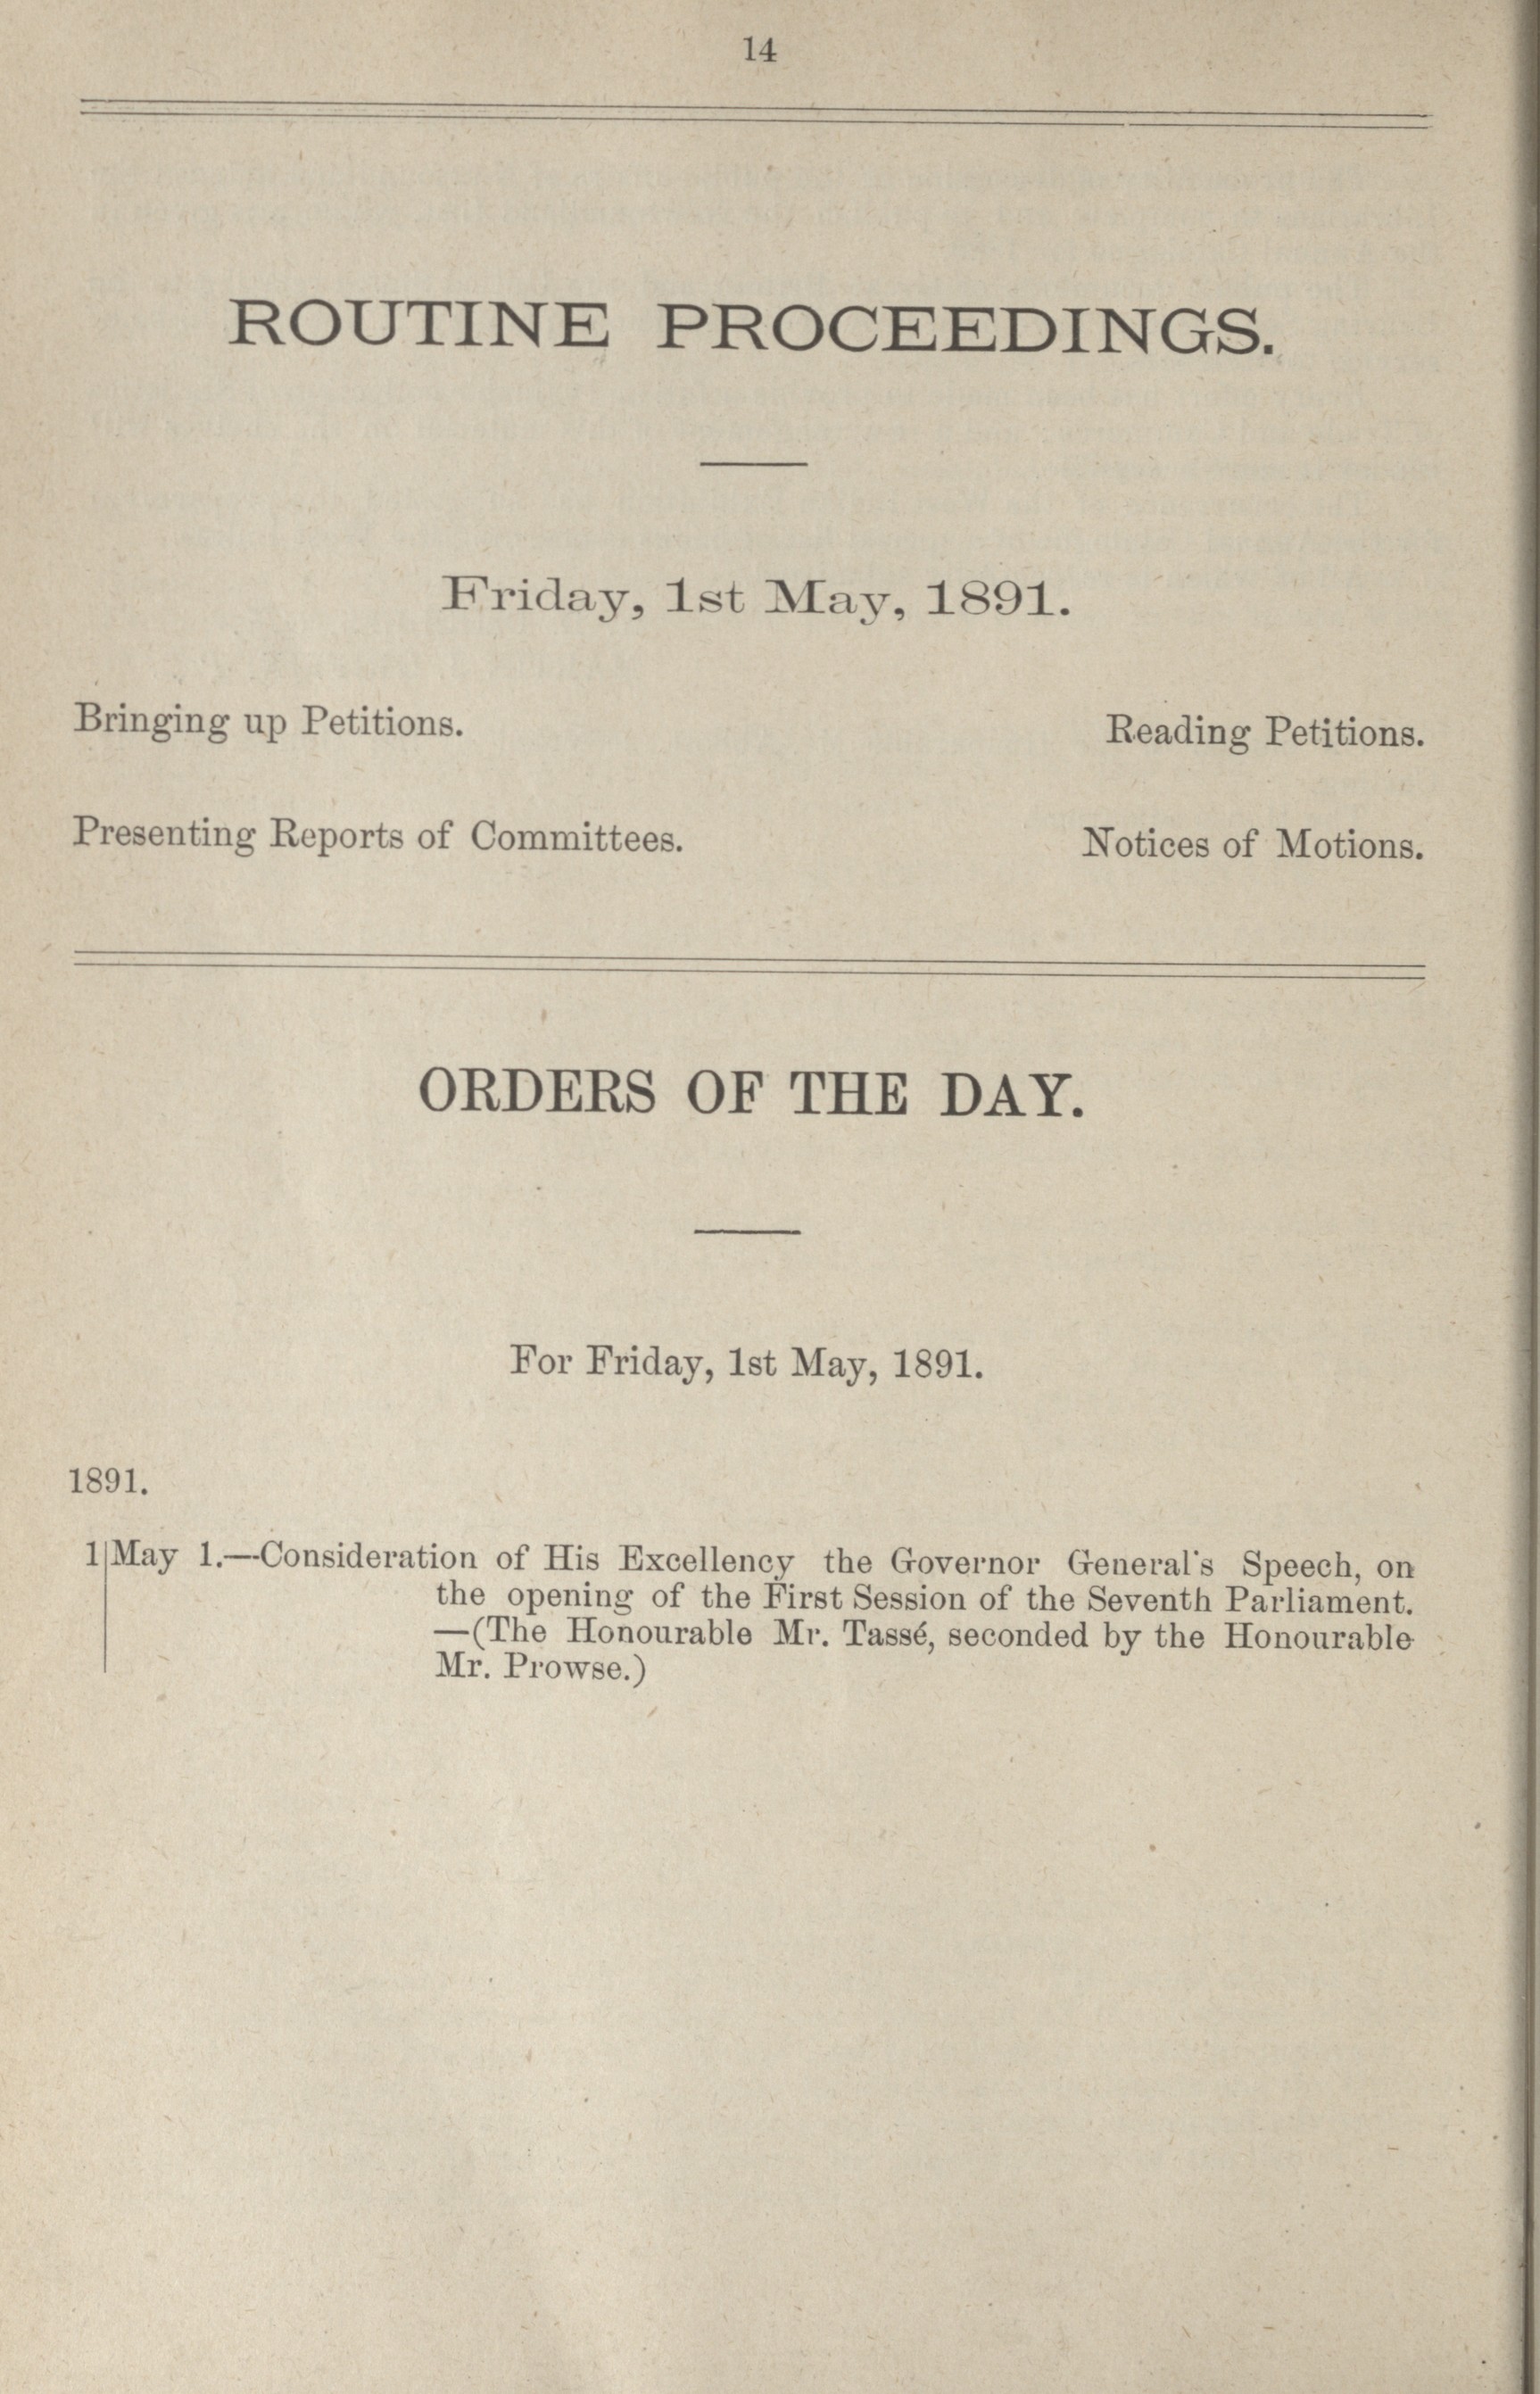 14
ROUTINE PROCEEDINGS.
Friday, 1st May, 1891.
Bringing up Petitions. Reading Petitions.
Presenting Reports of Committees. Notices of Motions.
ORDERS OF THE DAY.
For Friday, 1st May, 1891.
1891.
1 May 1.—Consideration of His Excellency the Governor General's Speech, on
the opening of the First Session of the Seventh Parliament.
—(The Honourable Mr. Tassé, seconded by the Honourable
Mr. Prowse.)